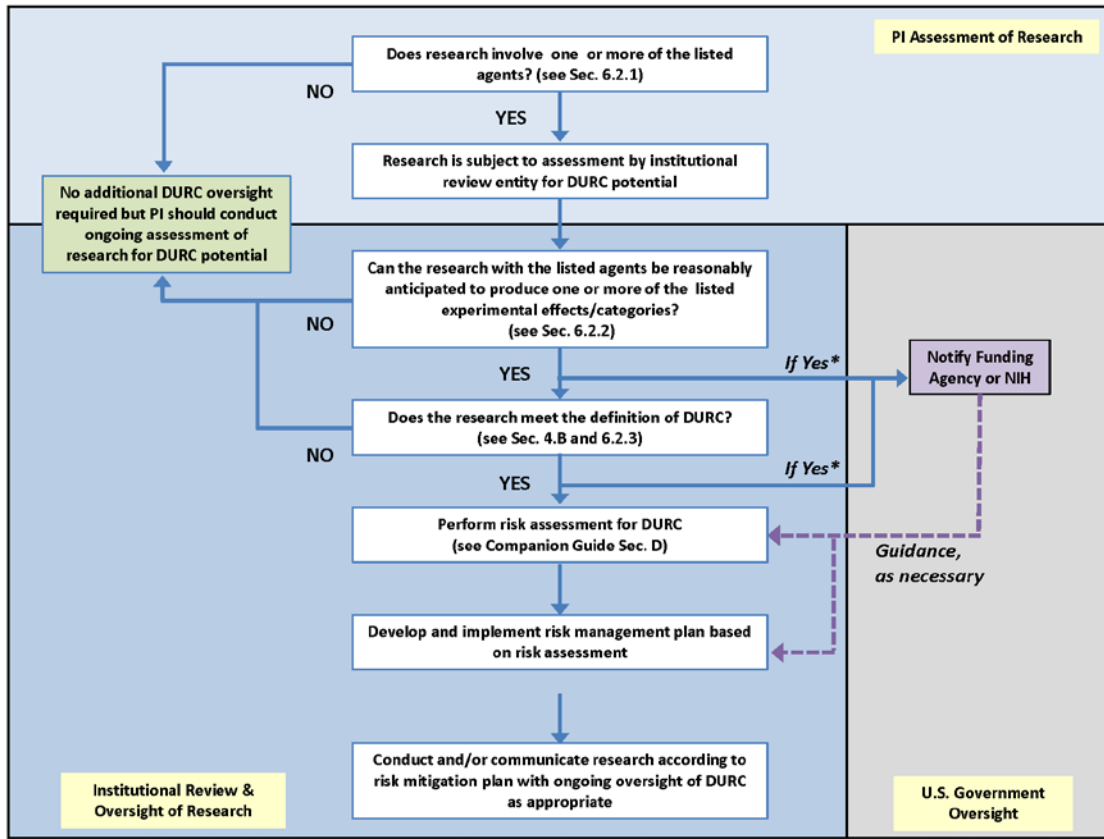 PI Assessment of Research
Does research involve one or more of the listed
agents? (see Sec. 6.2.1)
NO
YES
Research is subject to assessment by institutional
review entity for DURC potential
No additional DURC oversight
required but PI should conduct
ongoing assessment of
research for DURC potential
Can the research with the listed agents be reasonably
anticipated to produce one or more of the listed
experimental effects/categories?
(see Sec. 6.2.2)
NO
YES
If Yes*
Notify Funding
Agency or NIH
Does the research meet the definition of DURC?
(see Sec. 4.B and 6.2.3)
NO
YES
If Yes*
Perform risk assessment for DURC
(see Companion Guide Sec. D)
Guidance,
as necessary
Develop and implement risk management plan based
on risk assessment
Conduct and/or communicate research according to
risk mitigation plan with ongoing oversight of DURC
as appropriate
Institutional Review &
Oversight of Research
U.S. Government
Oversight